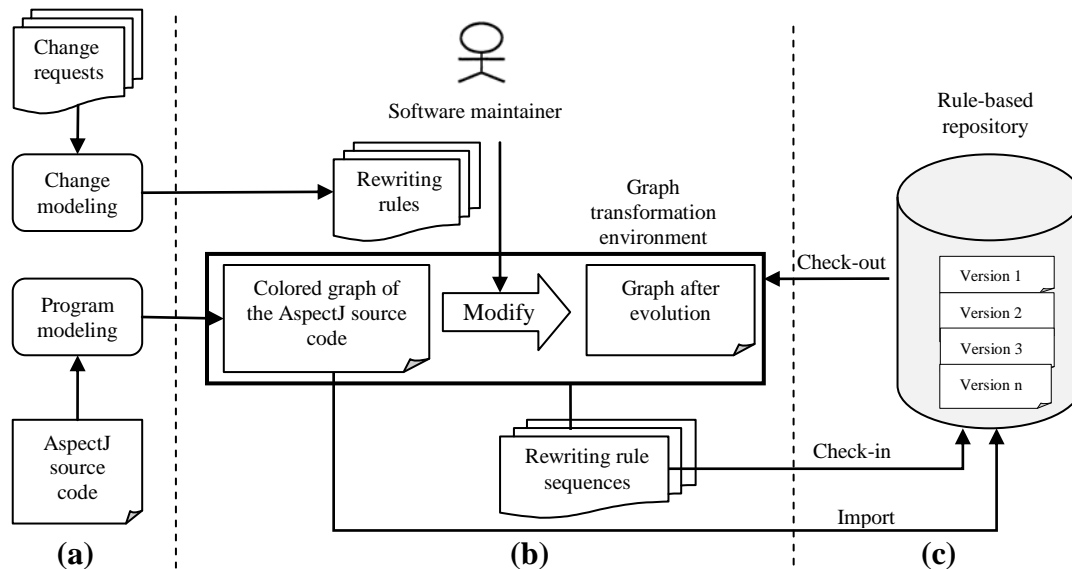 Change
requests
Change
modeling
Program
modeling
AspectJ
source
code
(a)
Software maintainer
Rewriting
rules
Graph
transformation
environment
Colored graph of
the AspectJ source
code
Modify
Graph after
evolution
Rewriting rule
sequences
(b)
Rule-based
repository
Check-out
Version 1
Version 2
Version 3
Version n
Check-in
Import
(c)